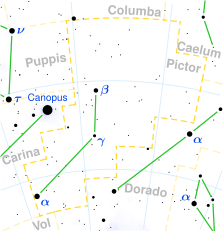 Columba
ν
Caelum
Puppis
Pictor
β
τ
Canopus
γ
α
Carina
α
Dorado
α
Vol